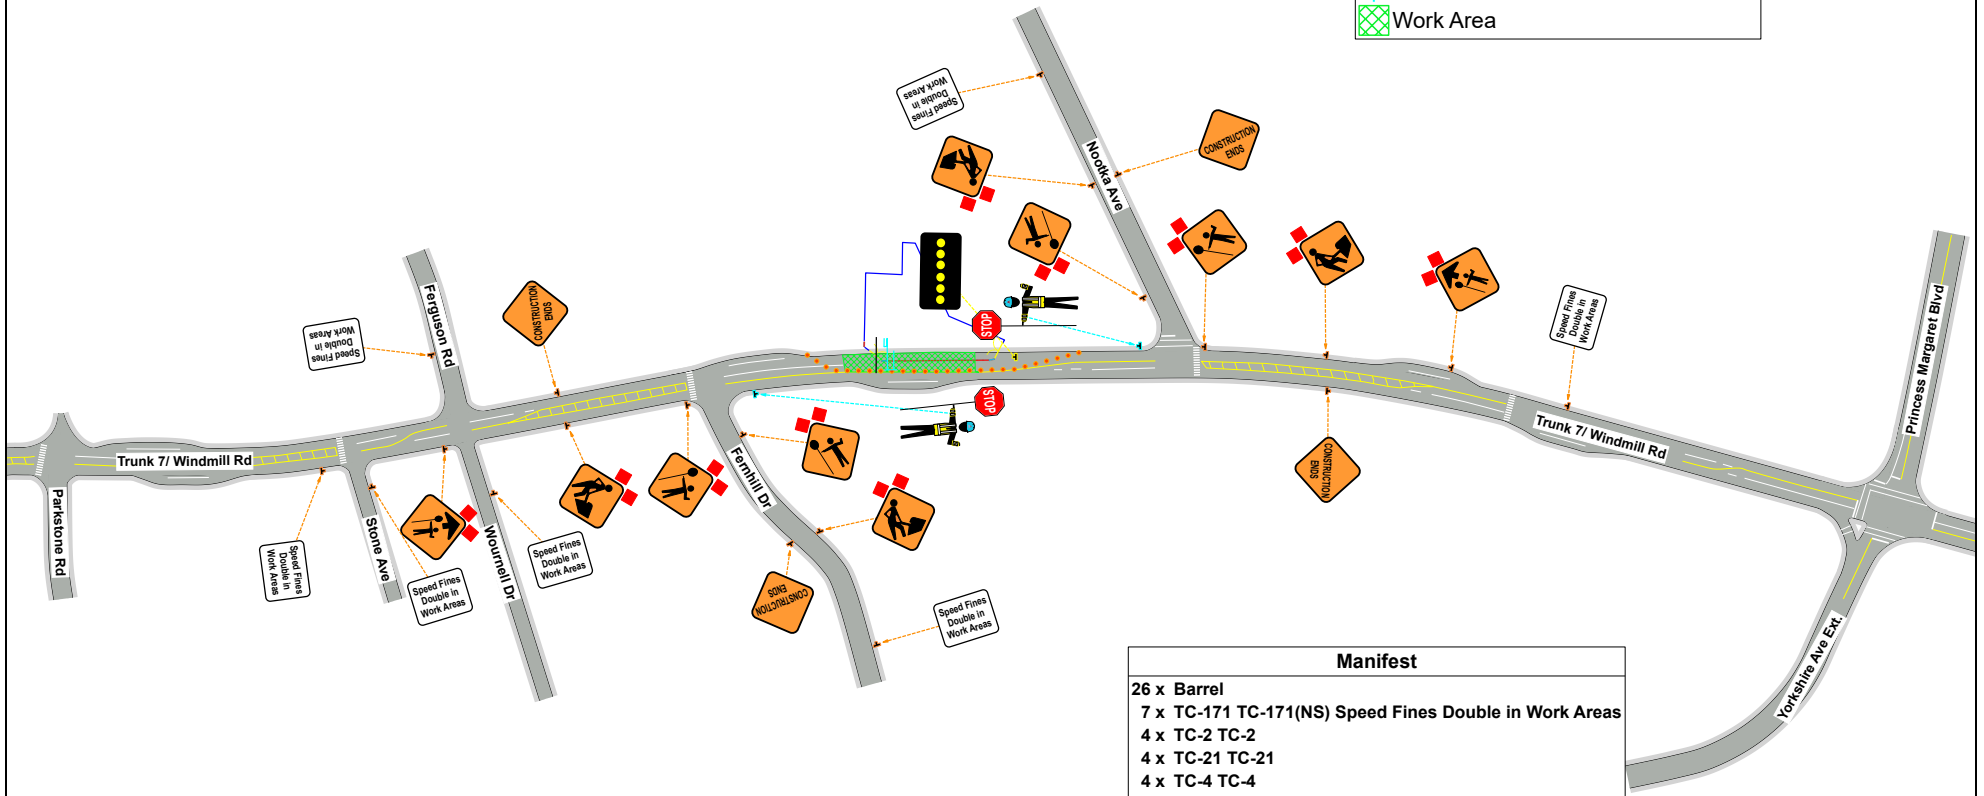 Work Area
Speed Fines
Double in
Work Areas
CONSTRUCTION
ENDS
Nootka Ave
Ferguson Rd
CONSTRUCTION
ENDS
Speed Fines
Double in
Work Areas
STOP
Speed Fines
Double in
Work Areas
Princess Margaret Blvd
STOP
Trunk 7/ Windmill Rd
Trunk 7/ Windmill Rd
CONSTRUCTION
ENDS
Parkstone Rd
Stone Ave
Wournell Dr
Fernhill Dr
Speed Fines
Double in
Work Areas
Speed Fines
Double in
Work Areas
Speed Fines
Double in
Work Areas
CONSTRUCTION
ENDS
Speed Fines
Double in
Work Areas
Yorkshire Ave Ext.
Manifest
26 x Barrel
7 x TC-171 TC-171(NS) Speed Fines Double in Work Areas
4 x TC-2 TC-2
4 x TC-21 TC-21
4 x TC-4 TC-4